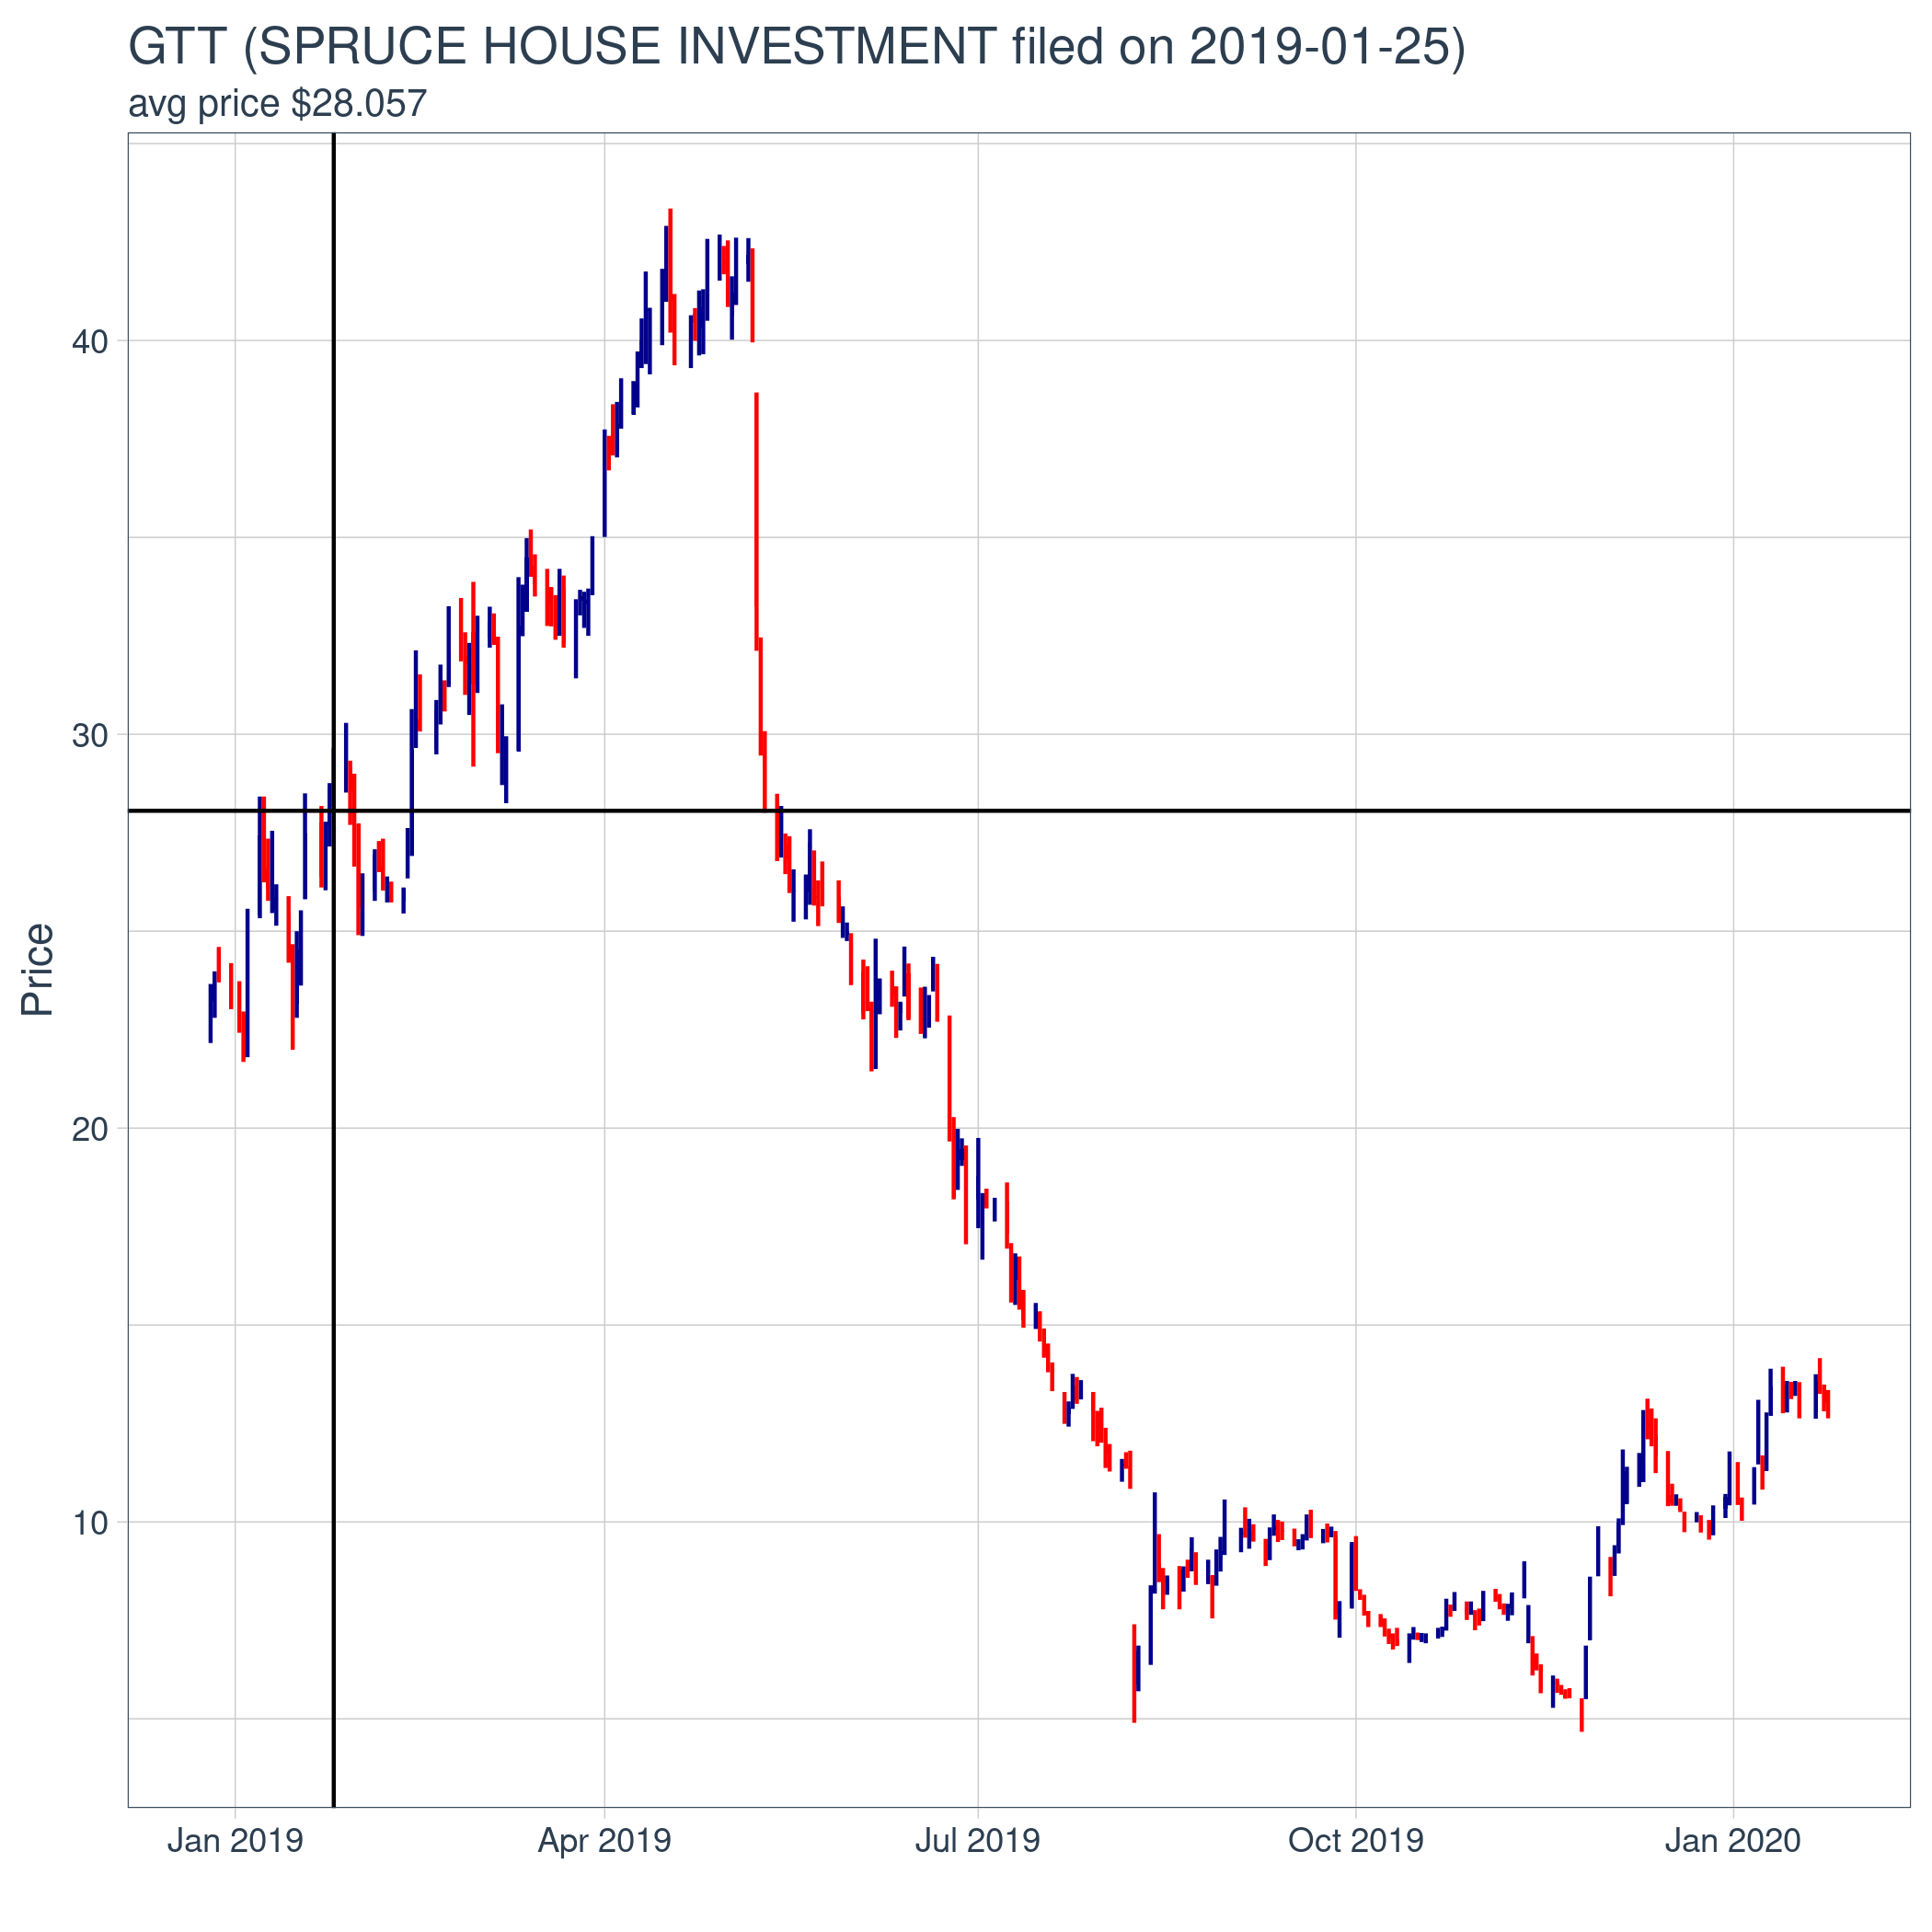 GTT (SPRUCE HOUSE INVESTMENT filed on 2019-01-25)
avg price $28.057
40
30
20
10
Price
Jan 2019
Apr 2019
Jul 2019
Oct 2019
Jan 2020